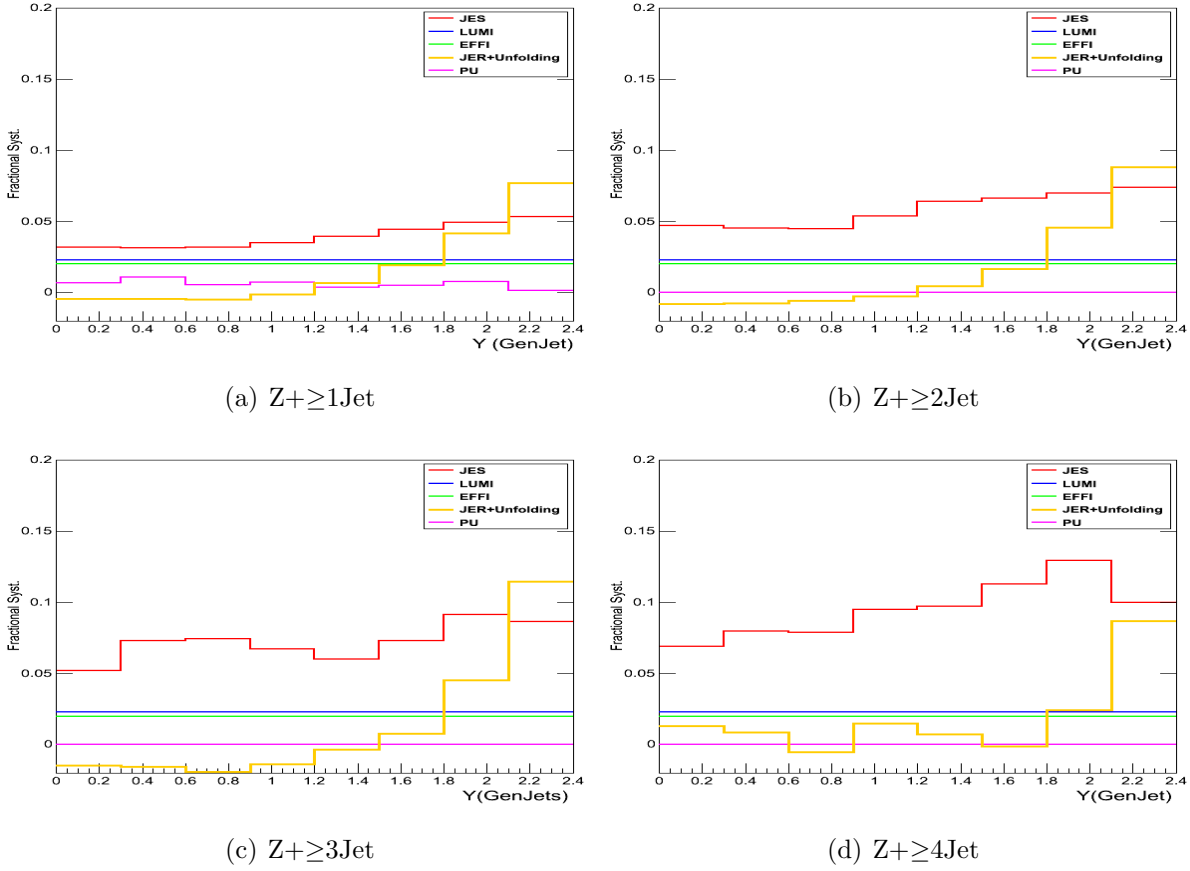 0.2
0.15
0.1
0.05
0
Fractional Syst.
JES
LUMI
EFFI
JER+Unfolding
PU
0 0.2 0.4 0.6 0.8 1 1.2 1.4 1.6 1.8 2 2.2 2.4
Y (GenJet)
(a) Z+≥1Jet
0.2
0.15
0.1
0.05
0
Fractional Syst.
JES
LUMI
EFFI
JER+Unfolding
PU
0 0.2 0.4 0.6 0.8 1 1.2 1.4 1.6 1.8 2 2.2 2.4
Y(GenJet)
(b) Z+≥2Jet
0.2
0.15
0.1
0.05
0
Fractional Syst.
JES
LUMI
EFFI
JER+Unfolding
PU
0 0.2 0.4 0.6 0.8 1 1.2 1.4 1.6 1.8 2 2.2 2.4
Y(GenJets)
(c) Z+≥3Jet
0.2
0.15
0.1
0.05
0
Fractional Syst.
JES
LUMI
EFFI
JER+Unfolding
PU
0 0.2 0.4 0.6 0.8 1 1.2 1.4 1.6 1.8 2 2.2 2.4
Y(GenJet)
(d) Z+≥4Jet